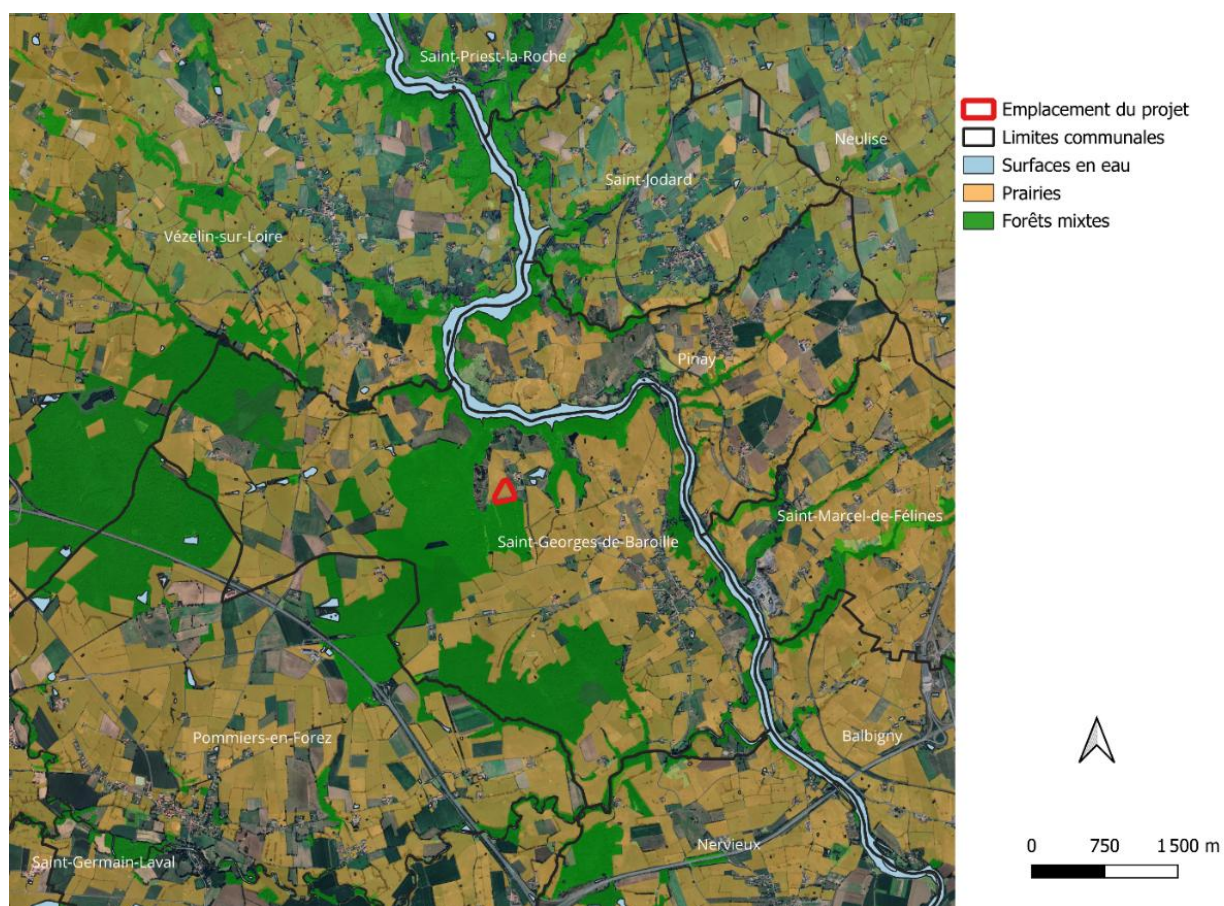 Saint-Priest-la-Roche
Neulise
Saint-Jodard
Vézelin-sur-Loire
Pinay
Saint-Marcel-de-Félines
Saint-Georges-de-Baroille
Pommiers-en-Forez
Balbigny
Nervieux
Saint-Germain-Laval
Emplacement du projet
Limites communales
Surfaces en eau
Prairies
Forêts mixtes
0 750 1 500 m